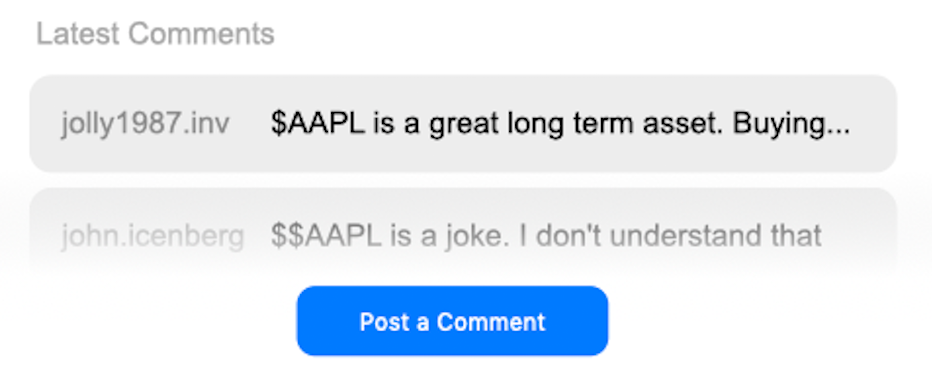 Latest Comments
jolly1987.inv $AAPL is a great long term asset. Buying...
john.icenberg $$AAPL is a joke. I don't understand that
Post a Comment